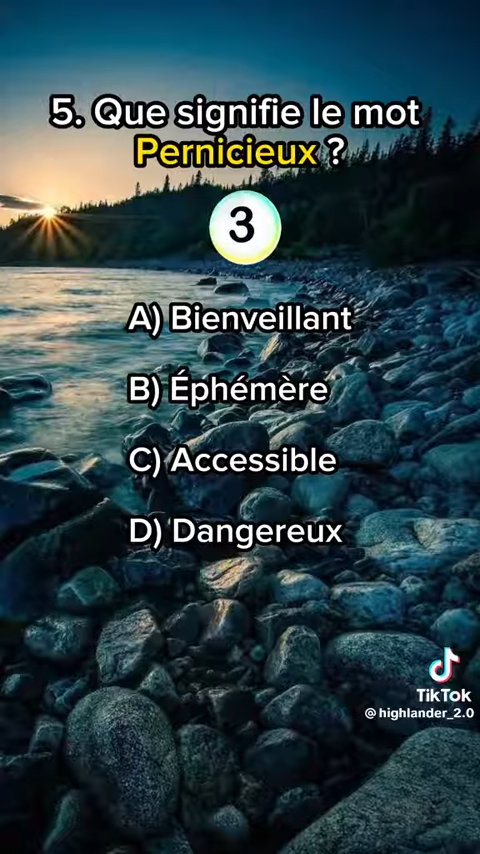 5. Que signifie le mot
Pernicieux ?
3
A) Bienveillant
B) Éphémère
C) Accessible
D) Dangereux
TikTok
@highlander_2.0